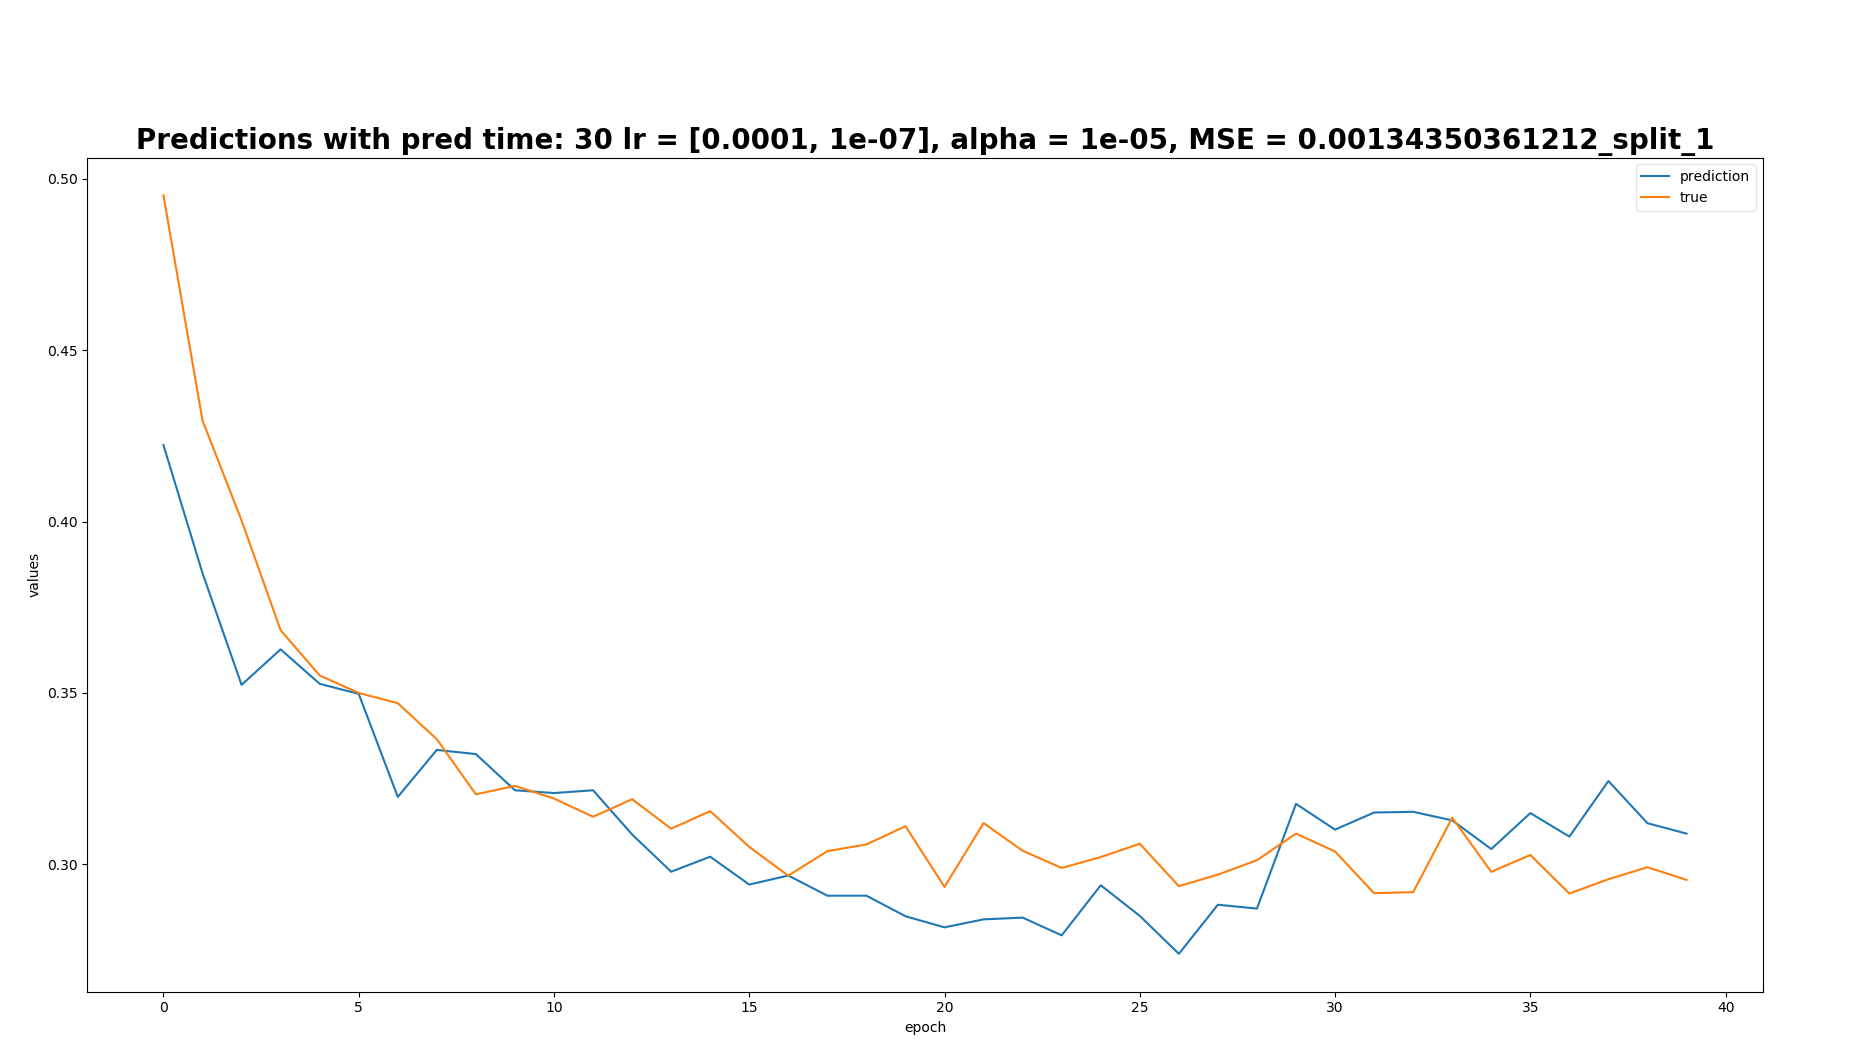 Predictions with pred time: 30 lr = [0.0001, 1e-07], alpha = 1e-05, MSE = 0.00134350361212_split_1
prediction
true
0.50
0.45
0.40
0.35
0.30
values
0 5 10 15 20 25 30 35 40
epoch